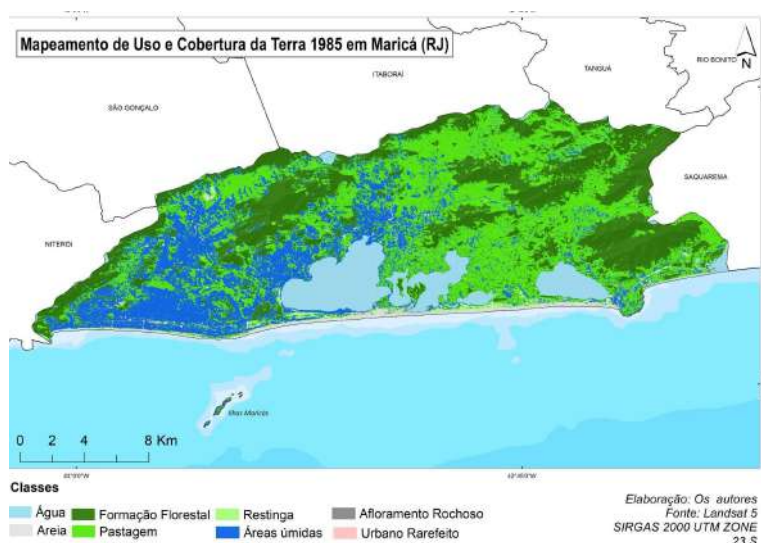 Mapeamento de Uso e Cobertura da Terra 1985 em Maricá (RJ)
N
RIO BONITO
TANGUÁ
ITABORAÍ
SÃO GONÇALO
SAQUAREMA
NITERÓI
Ilhas Maricás
0 2 4 8 Km
Classes
Água
Formação Florestal
Restinga
Afloramento Rochoso
Areia
Pastagem
Áreas úmidas
Urbano Rarefeito
Elaboração: Os autores
Fonte: Landsat 5
SIRGAS 2000 UTM ZONE
23 S